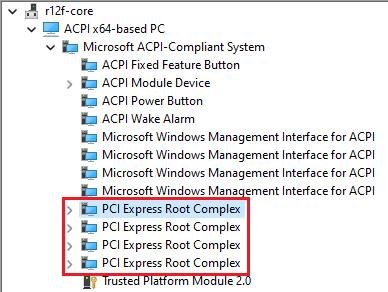 r12f-core
ACPI x64-based PC
Microsoft ACPI-Compliant System
ACPI Fixed Feature Button
ACPI Module Device
ACPI Power Button
ACPI Wake Alarm
Microsoft Windows Management Interface for ACPI
Microsoft Windows Management Interface for ACPI
Microsoft Windows Management Interface for ACPI
Microsoft Windows Management Interface for ACPI
PCI Express Root Complex
PCI Express Root Complex
PCI Express Root Complex
PCI Express Root Complex
Trusted Platform Module 2.0